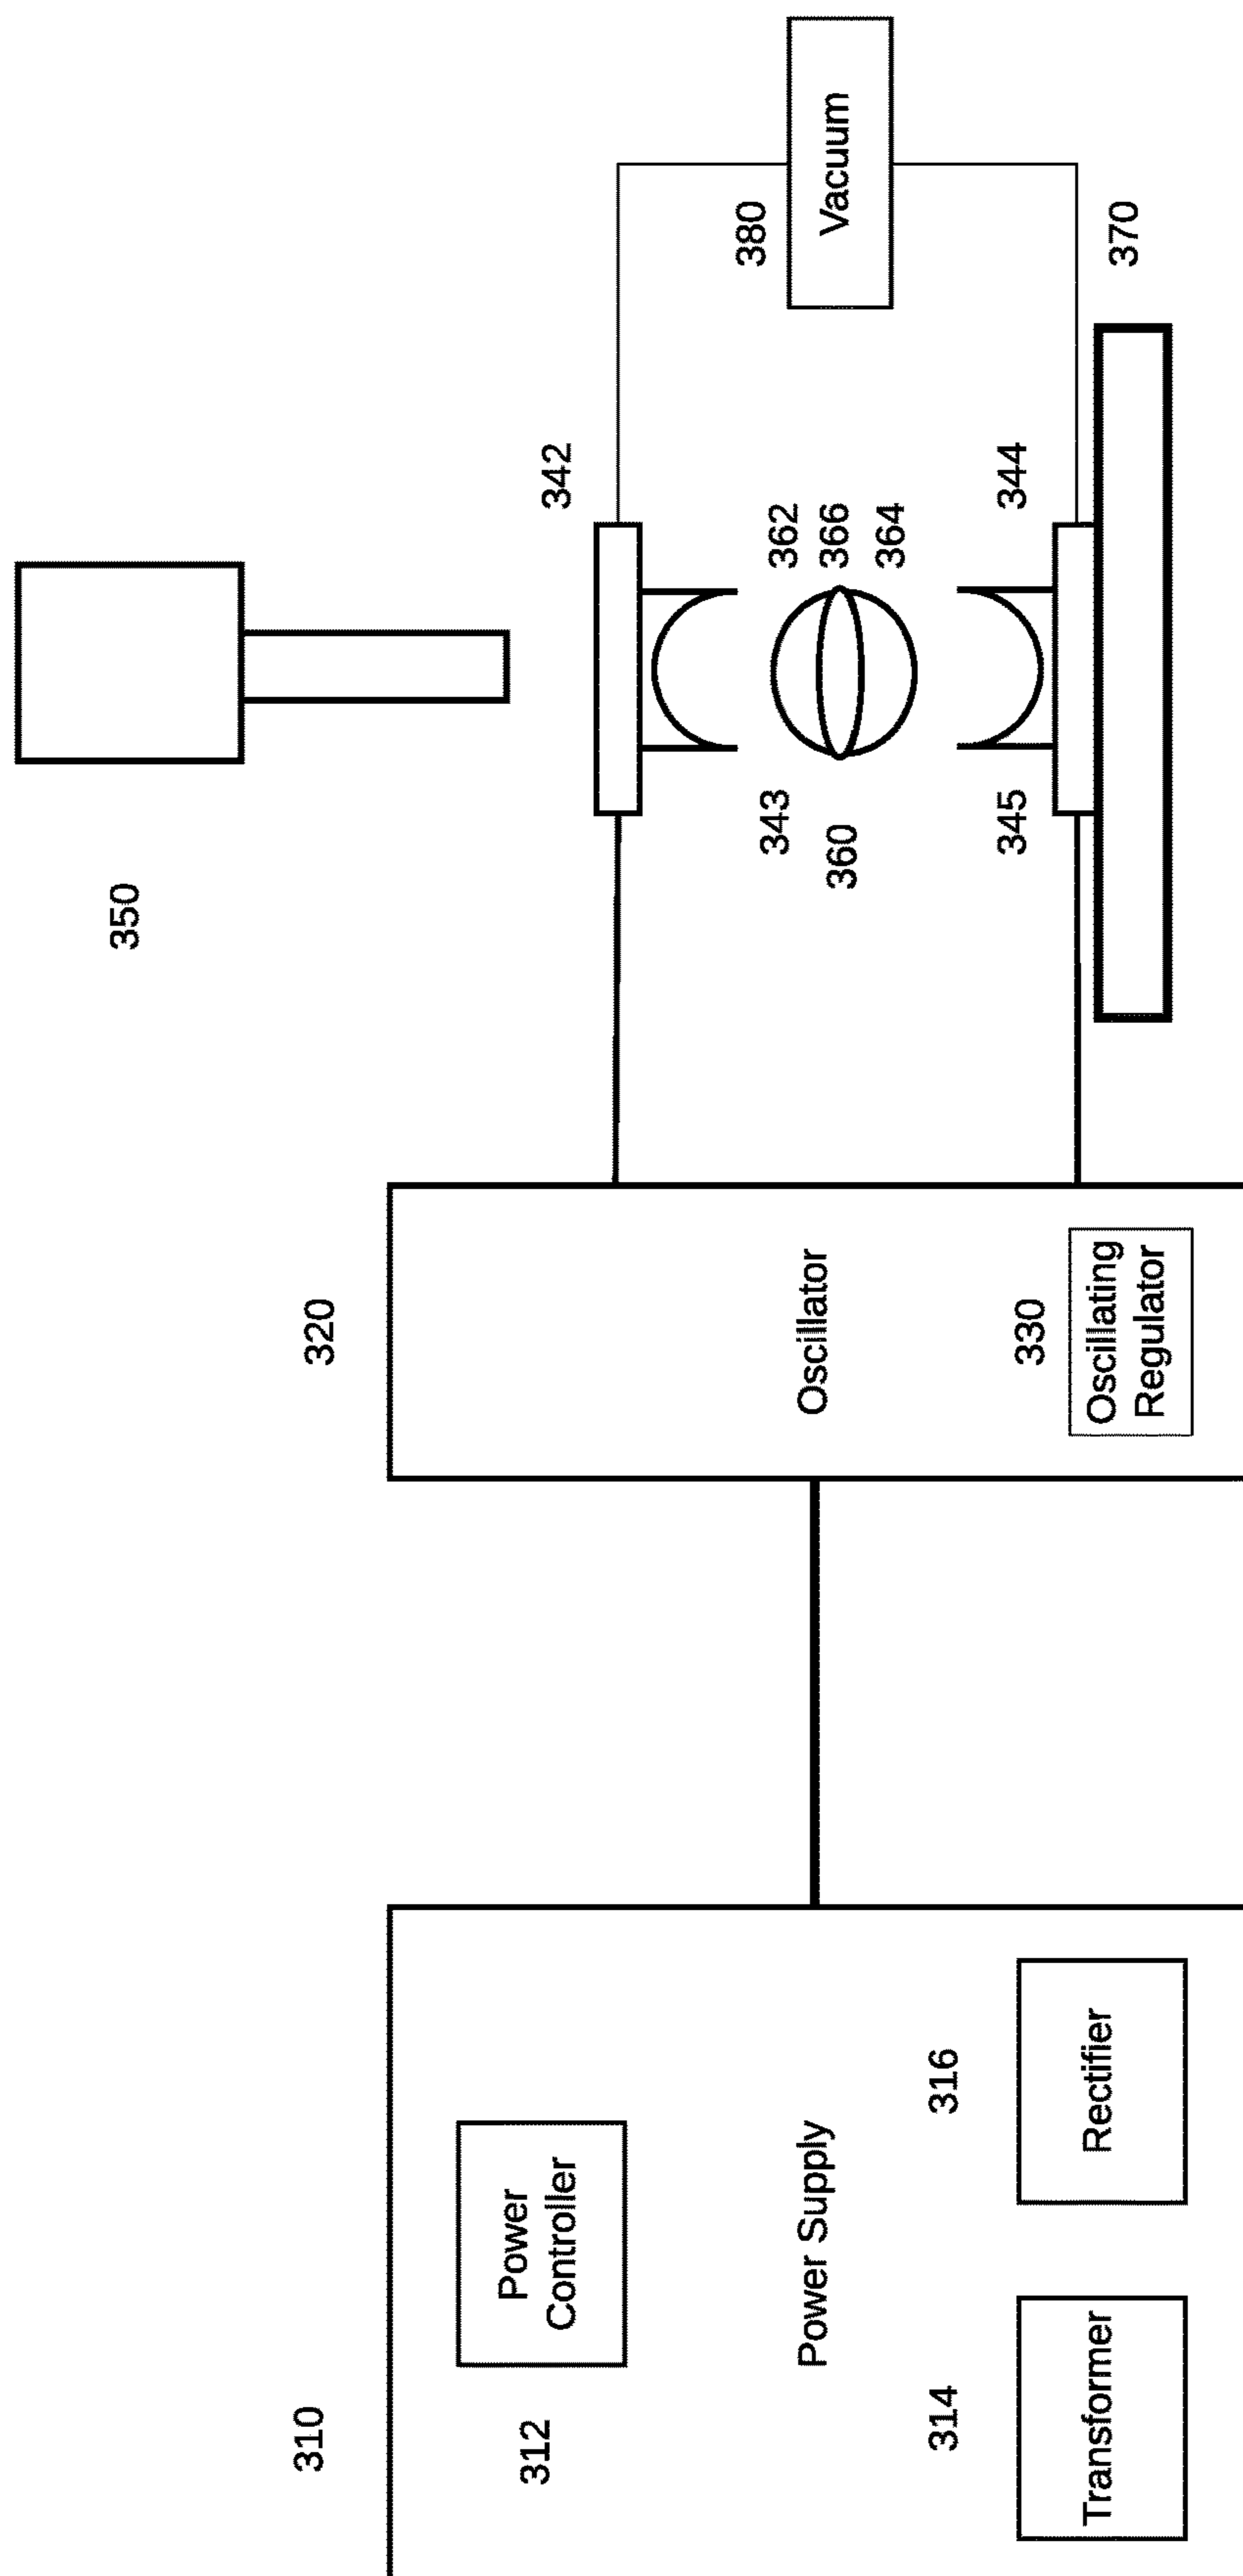 350
342
380
Vacuum
362
366
364
343
360
344
345
370
320
Oscillator
330
Oscillating
Regulator
310
312
Power
Controller
Power Supply
314
Transformer
316
Rectifier